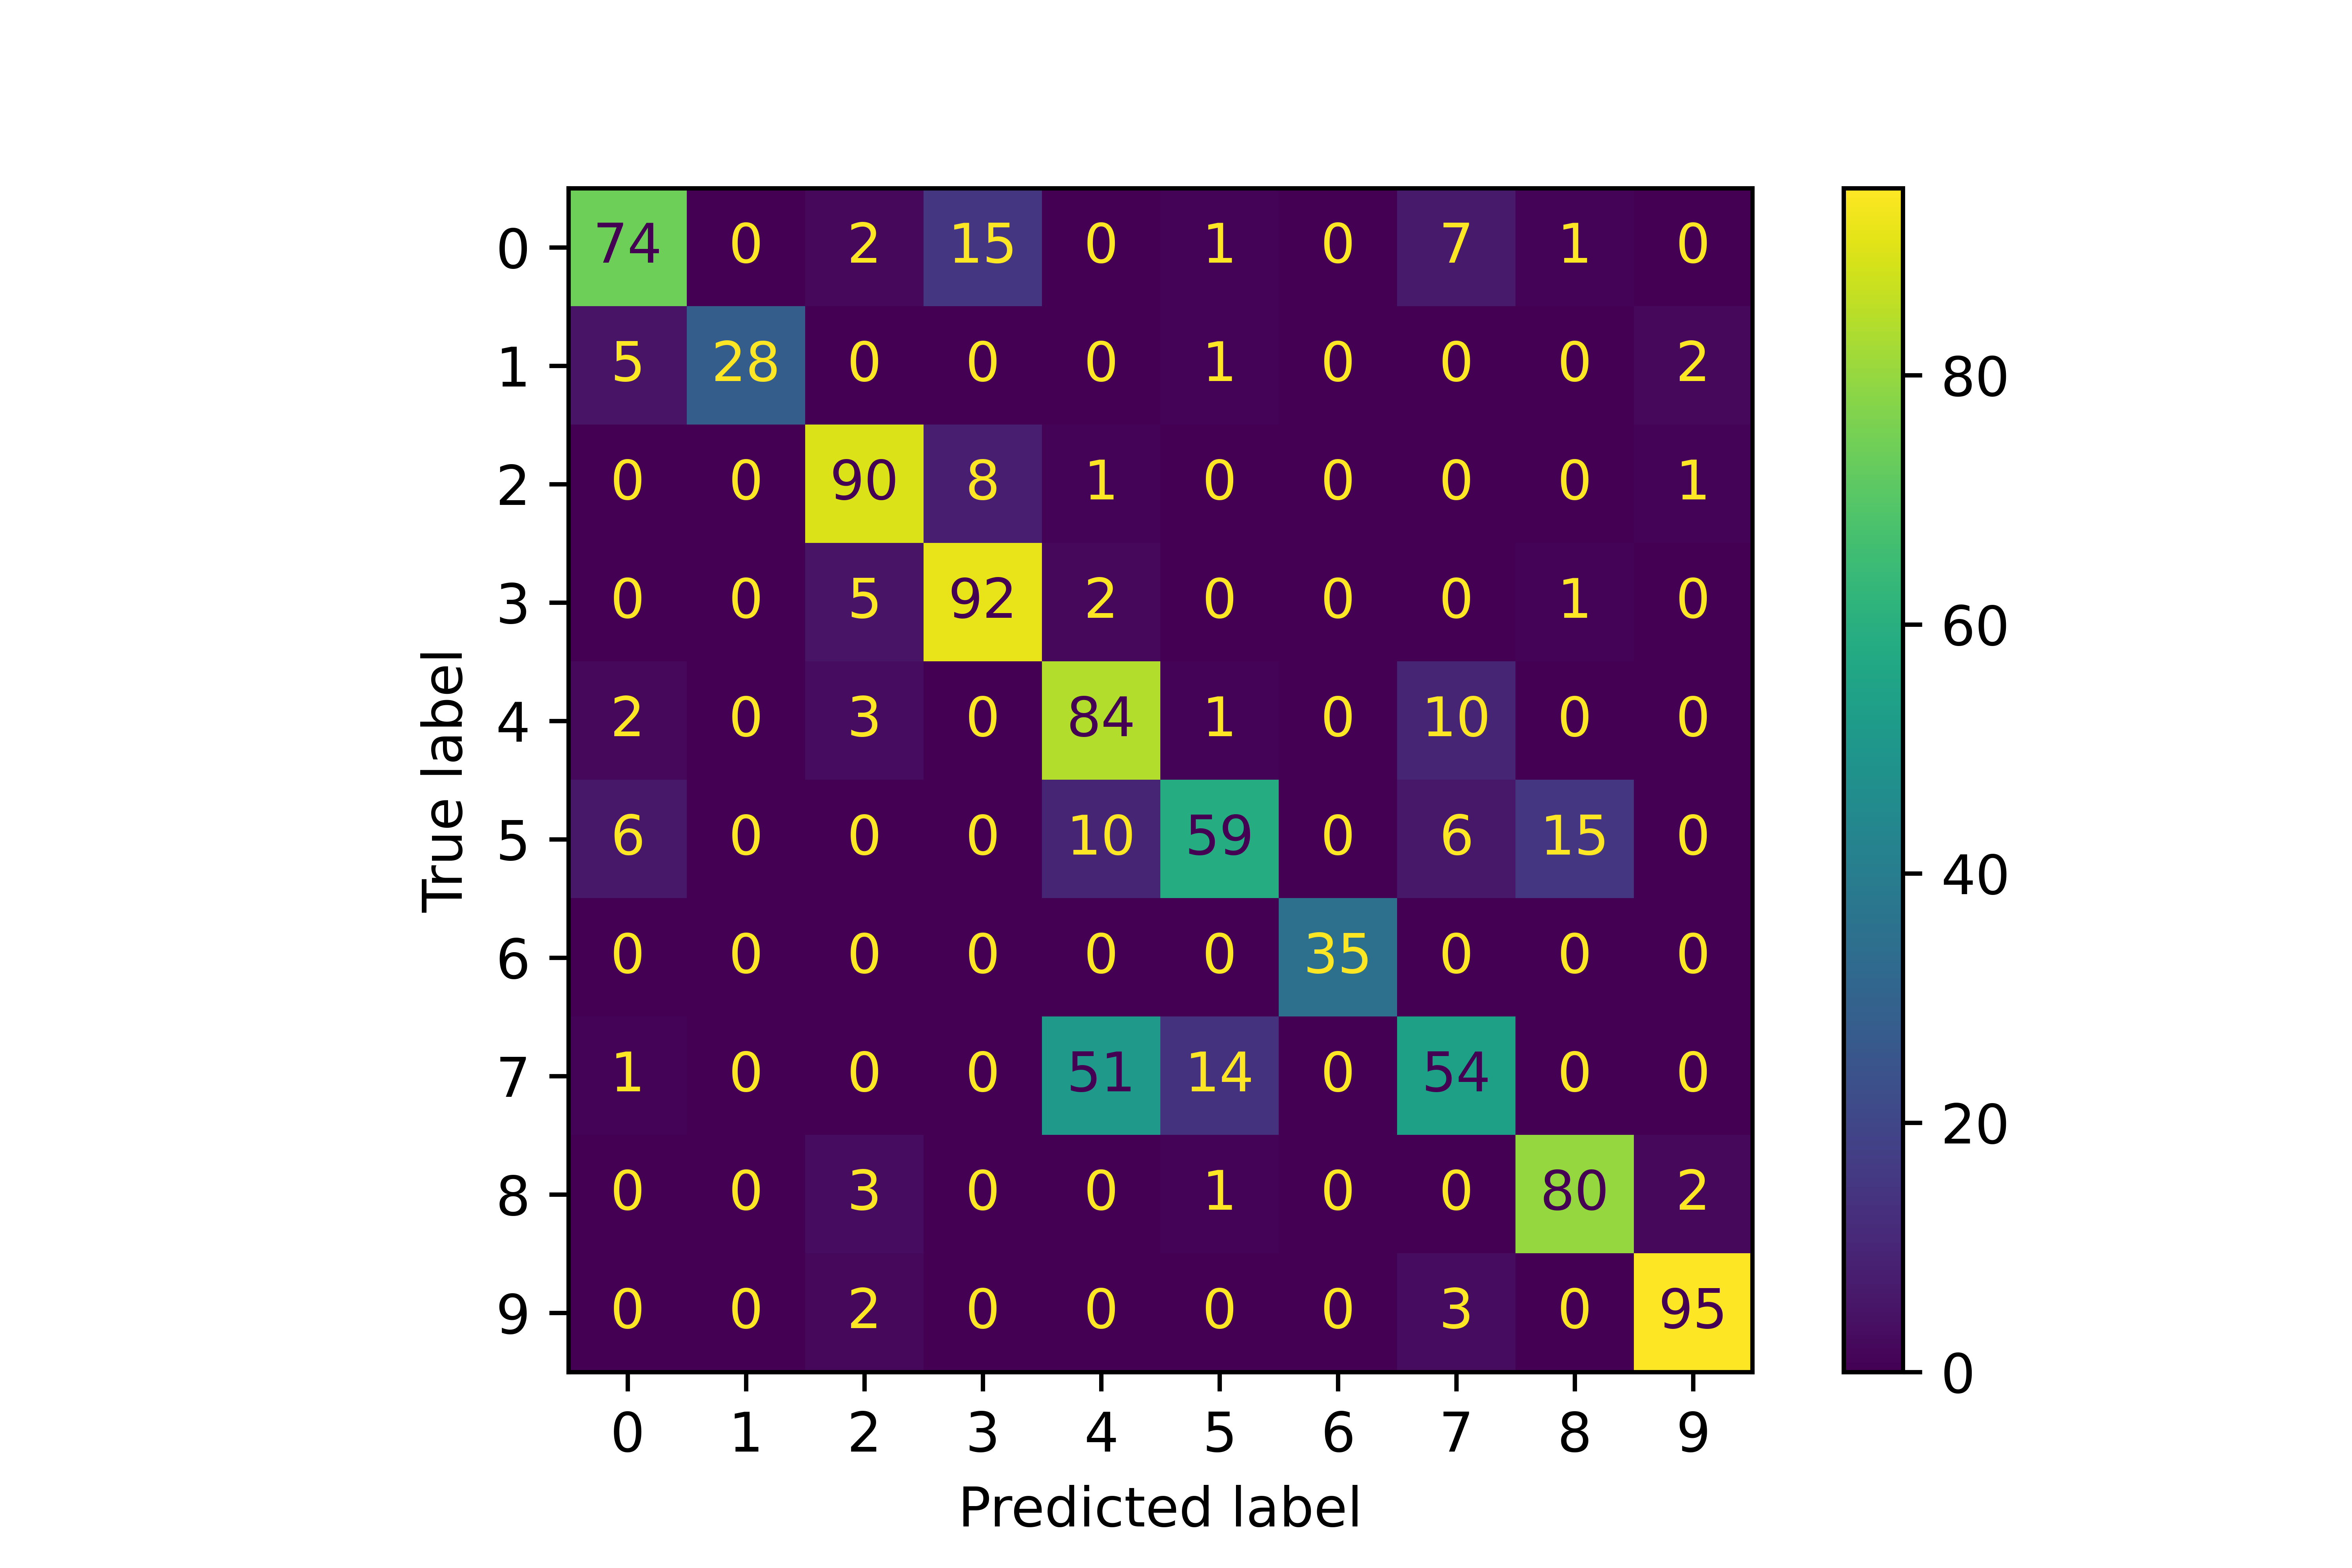 0 74 0 2 15 0 1 0 7 1 0
1 5 28 0 0 0 1 0 0 0 2
2 0 0 90 8 1 0 0 0 0 1
3 0 0 5 92 2 0 0 0 1 0
4 2 0 3 0 84 1 0 10 0 0
5 6 0 0 0 10 59 0 6 15 0
6 0 0 0 0 0 0 35 0 0 0
7 1 0 0 0 51 14 0 54 0 0
8 0 0 3 0 0 1 0 0 80 2
9 0 0 2 0 0 0 0 3 0 95
0 1 2 3 4 5 6 7 8 9
True label
Predicted label
80
60
40
20
0